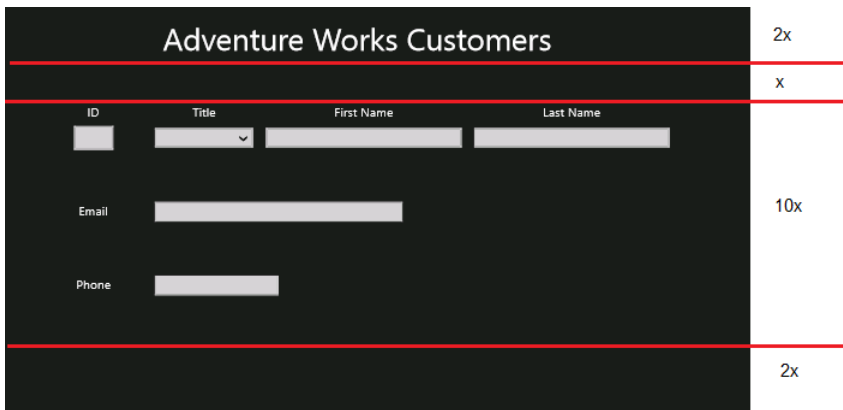 Adventure Works Customers 2x
x
ID Title First Name Last Name
Email 10x
Phone
2x